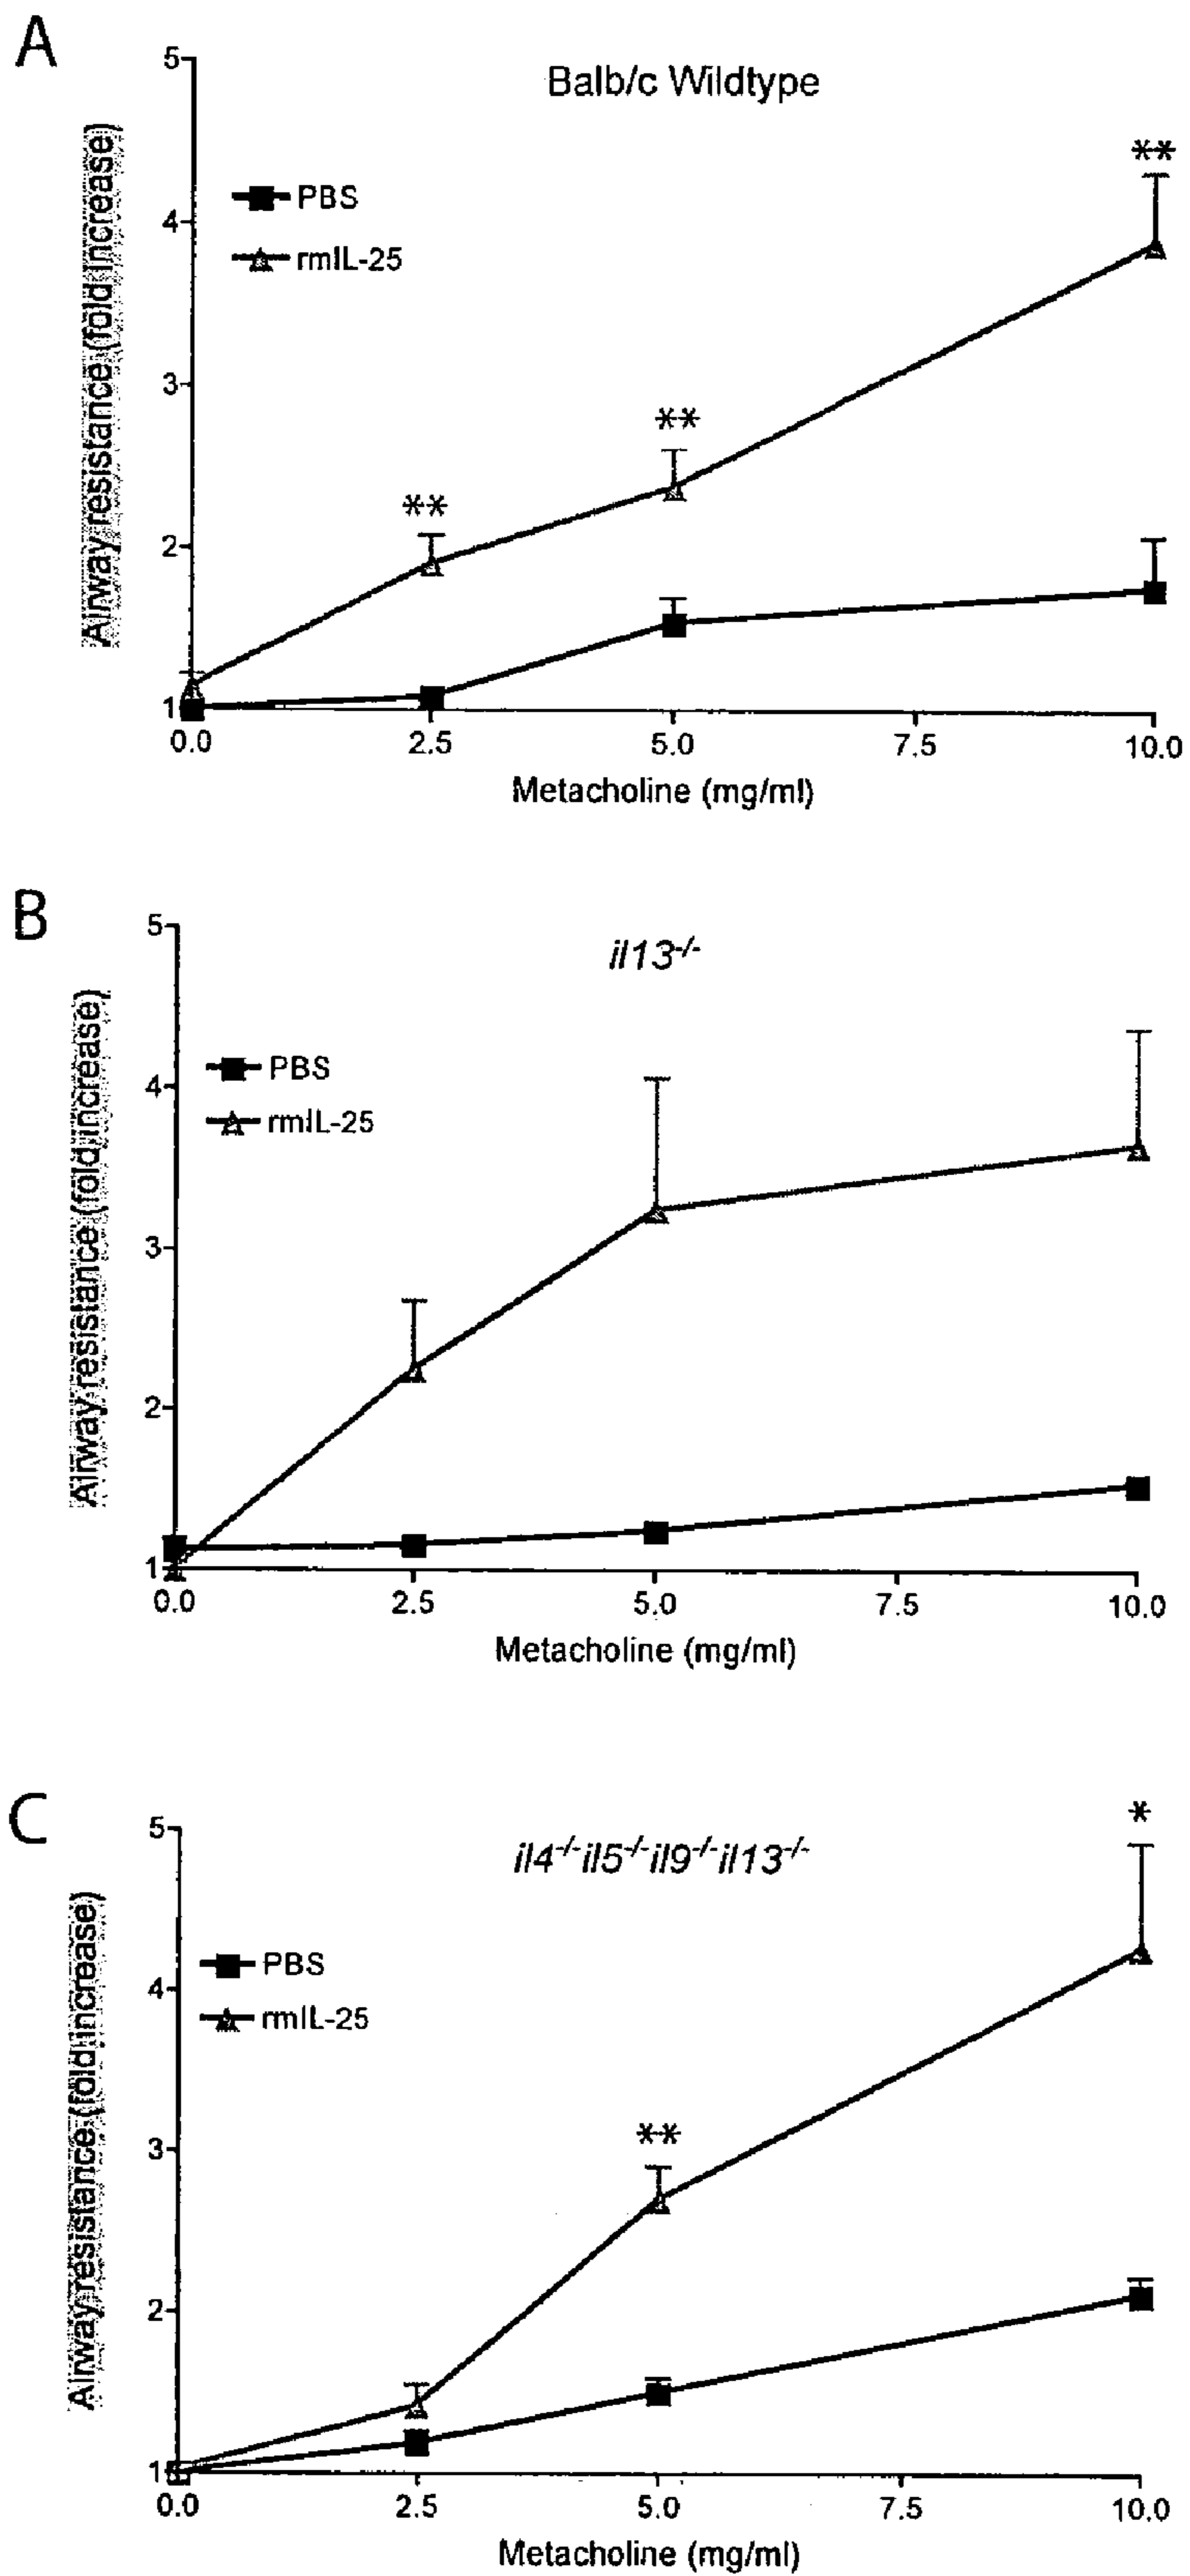 A
Balb/c Wildtype
Airway resistance (fold increase)
5
4
3
2
1
PBS
rmIL-25
**
**
**
0.0 2.5 5.0 7.5 10.0
Metacholine (mg/ml)
B
il13-/-
Airway resistance (fold increase)
5
4
3
2
1
PBS
rmIL-25
0.0 2.5 5.0 7.5 10.0
Metacholine (mg/ml)
C
il4-/-il5-/-il9-/-il13-/-
Airway resistance (fold increase)
5
4
3
2
1
PBS
rmIL-25
**
*
0.0 2.5 5.0 7.5 10.0
Metacholine (mg/ml)